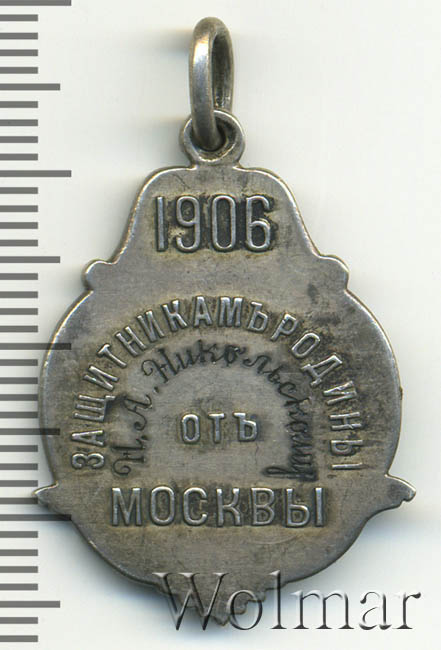 1906
ЗАЩИТНИКАМЪ РОДИНЫ
Н. А. Никольскому
ОТЪ
МОСКВЫ
Wolmar